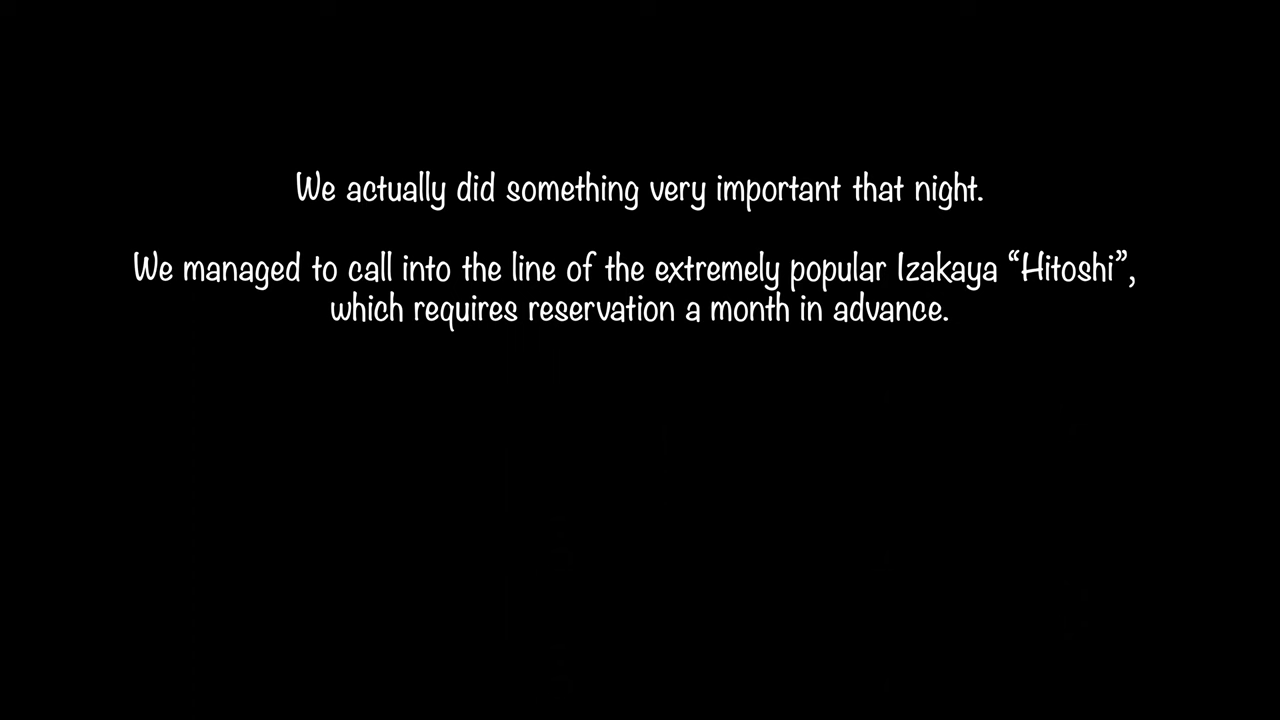 We actually did something very important that night.
We managed to call into the line of the extremely popular Izakaya “Hitoshi”,
which requires reservation a month in advance.